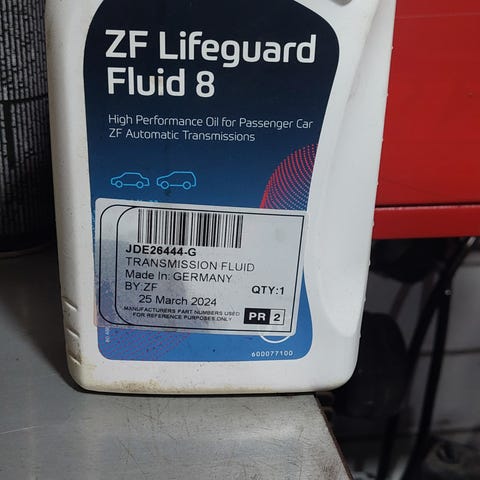 ZF Lifeguard
Fluid 8
High Performance Oil for Passenger Car
ZF Automatic Transmissions
JDE26444-G
TRANSMISSION FLUID
Made In: GERMANY
BY ZF
QTY:1
25 March 2024
MANUFACTURERS PART NUMBERS USED
FOR REFERENCE PURPOSES ONLY
PR 2
600077100